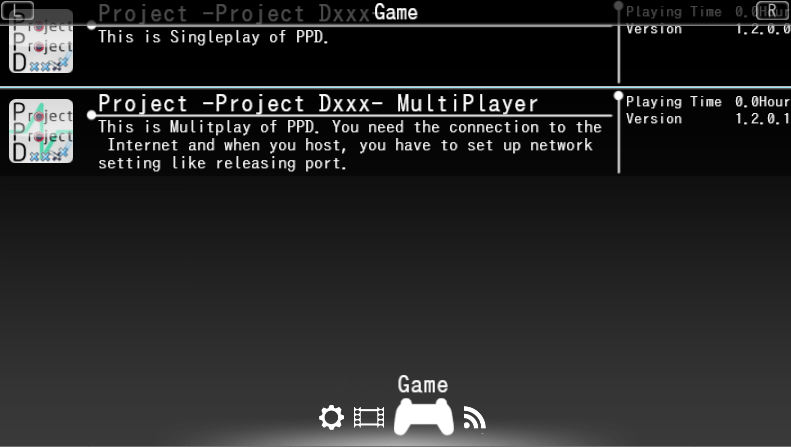 L
Game
R
Project -Project Dxxx-
Playing Time 0.0Hour
This is Singleplay of PPD.
Version 1.2.0.0
Project
Project
Dxxx
Project -Project Dxxx- MultiPlayer
Playing Time 0.0Hour
This is Mulitplay of PPD. You need the connection to the
Version 1.2.0.1
Internet and when you host, you have to set up network
setting like releasing port.
Project
Project
Dxxx
Game